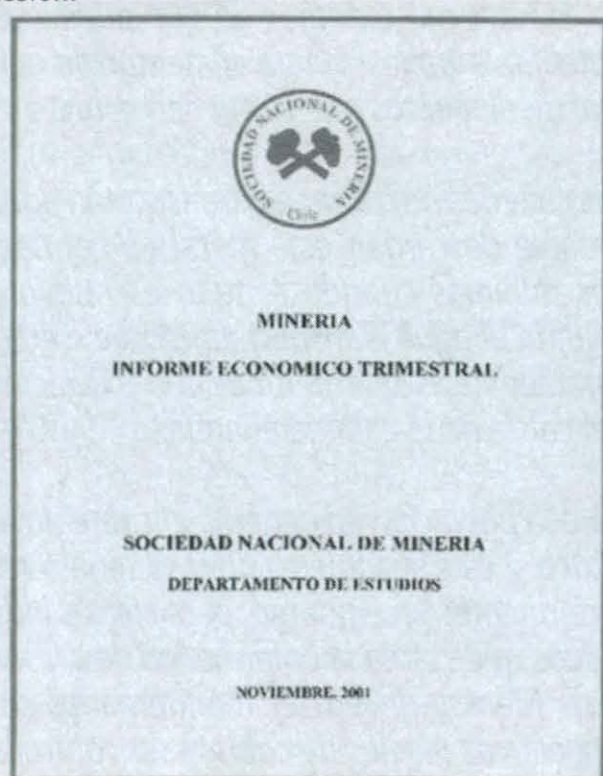 SOCIEDAD NACIONAL DE MINERIA
Chile
MINERIA
INFORME ECONOMICO TRIMESTRAL
SOCIEDAD NACIONAL DE MINERIA
DEPARTAMENTO DE ESTUDIOS
NOVIEMBRE, 2001